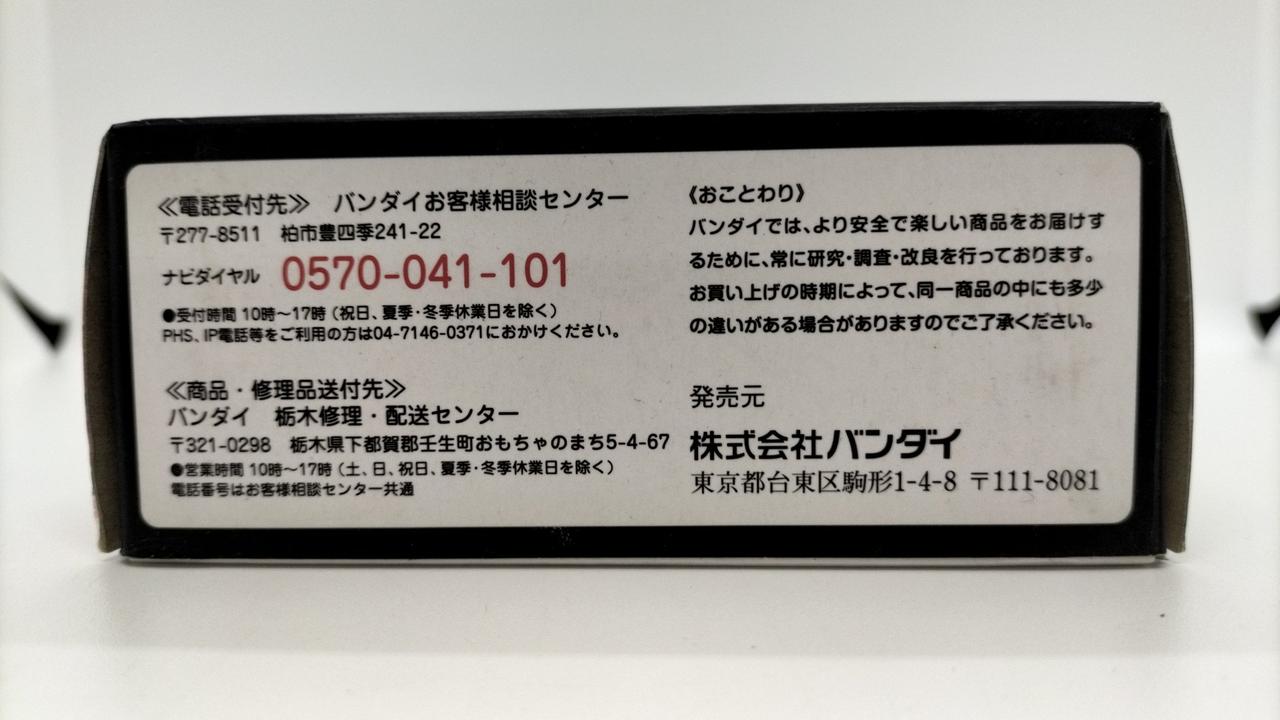 ≪電話受付先≫　バンダイお客様相談センター
〒277-8511　柏市豊四季241-22
ナビダイヤル 0570-041-101
●受付時間 10時～17時（祝日、夏季・冬季休業日を除く）
PHS、IP電話等をご利用の方は04-7146-0371におかけください。
≪商品・修理品送付先≫
バンダイ　栃木修理・配送センター
〒321-0298　栃木県下都賀郡壬生町おもちゃのまち5-4-67
●営業時間 10時～17時（土、日、祝日、夏季・冬季休業日を除く）
電話番号はお客様相談センター共通
《おことわり》
バンダイでは、より安全で楽しい商品をお届けす
るために、常に研究・調査・改良を行っております。
お買い上げの時期によって、同一商品の中にも多少
の違いがある場合がありますのでご了承ください。
発売元
株式会社バンダイ
東京都台東区駒形1-4-8 〒111-8081